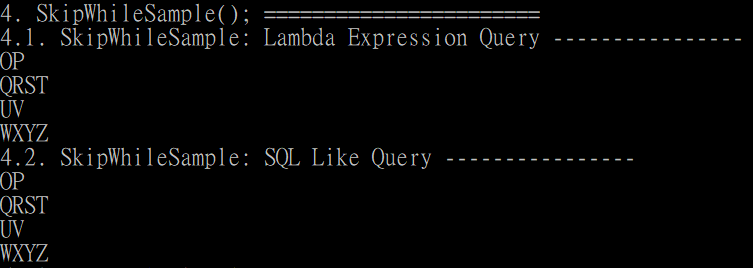 4. SkipWhileSample(); =======================
4.1. SkipWhileSample: Lambda Expression Query ----------------
OP
QRST
UV
WXYZ
4.2. SkipWhileSample: SQL Like Query ----------------
OP
QRST
UV
WXYZ